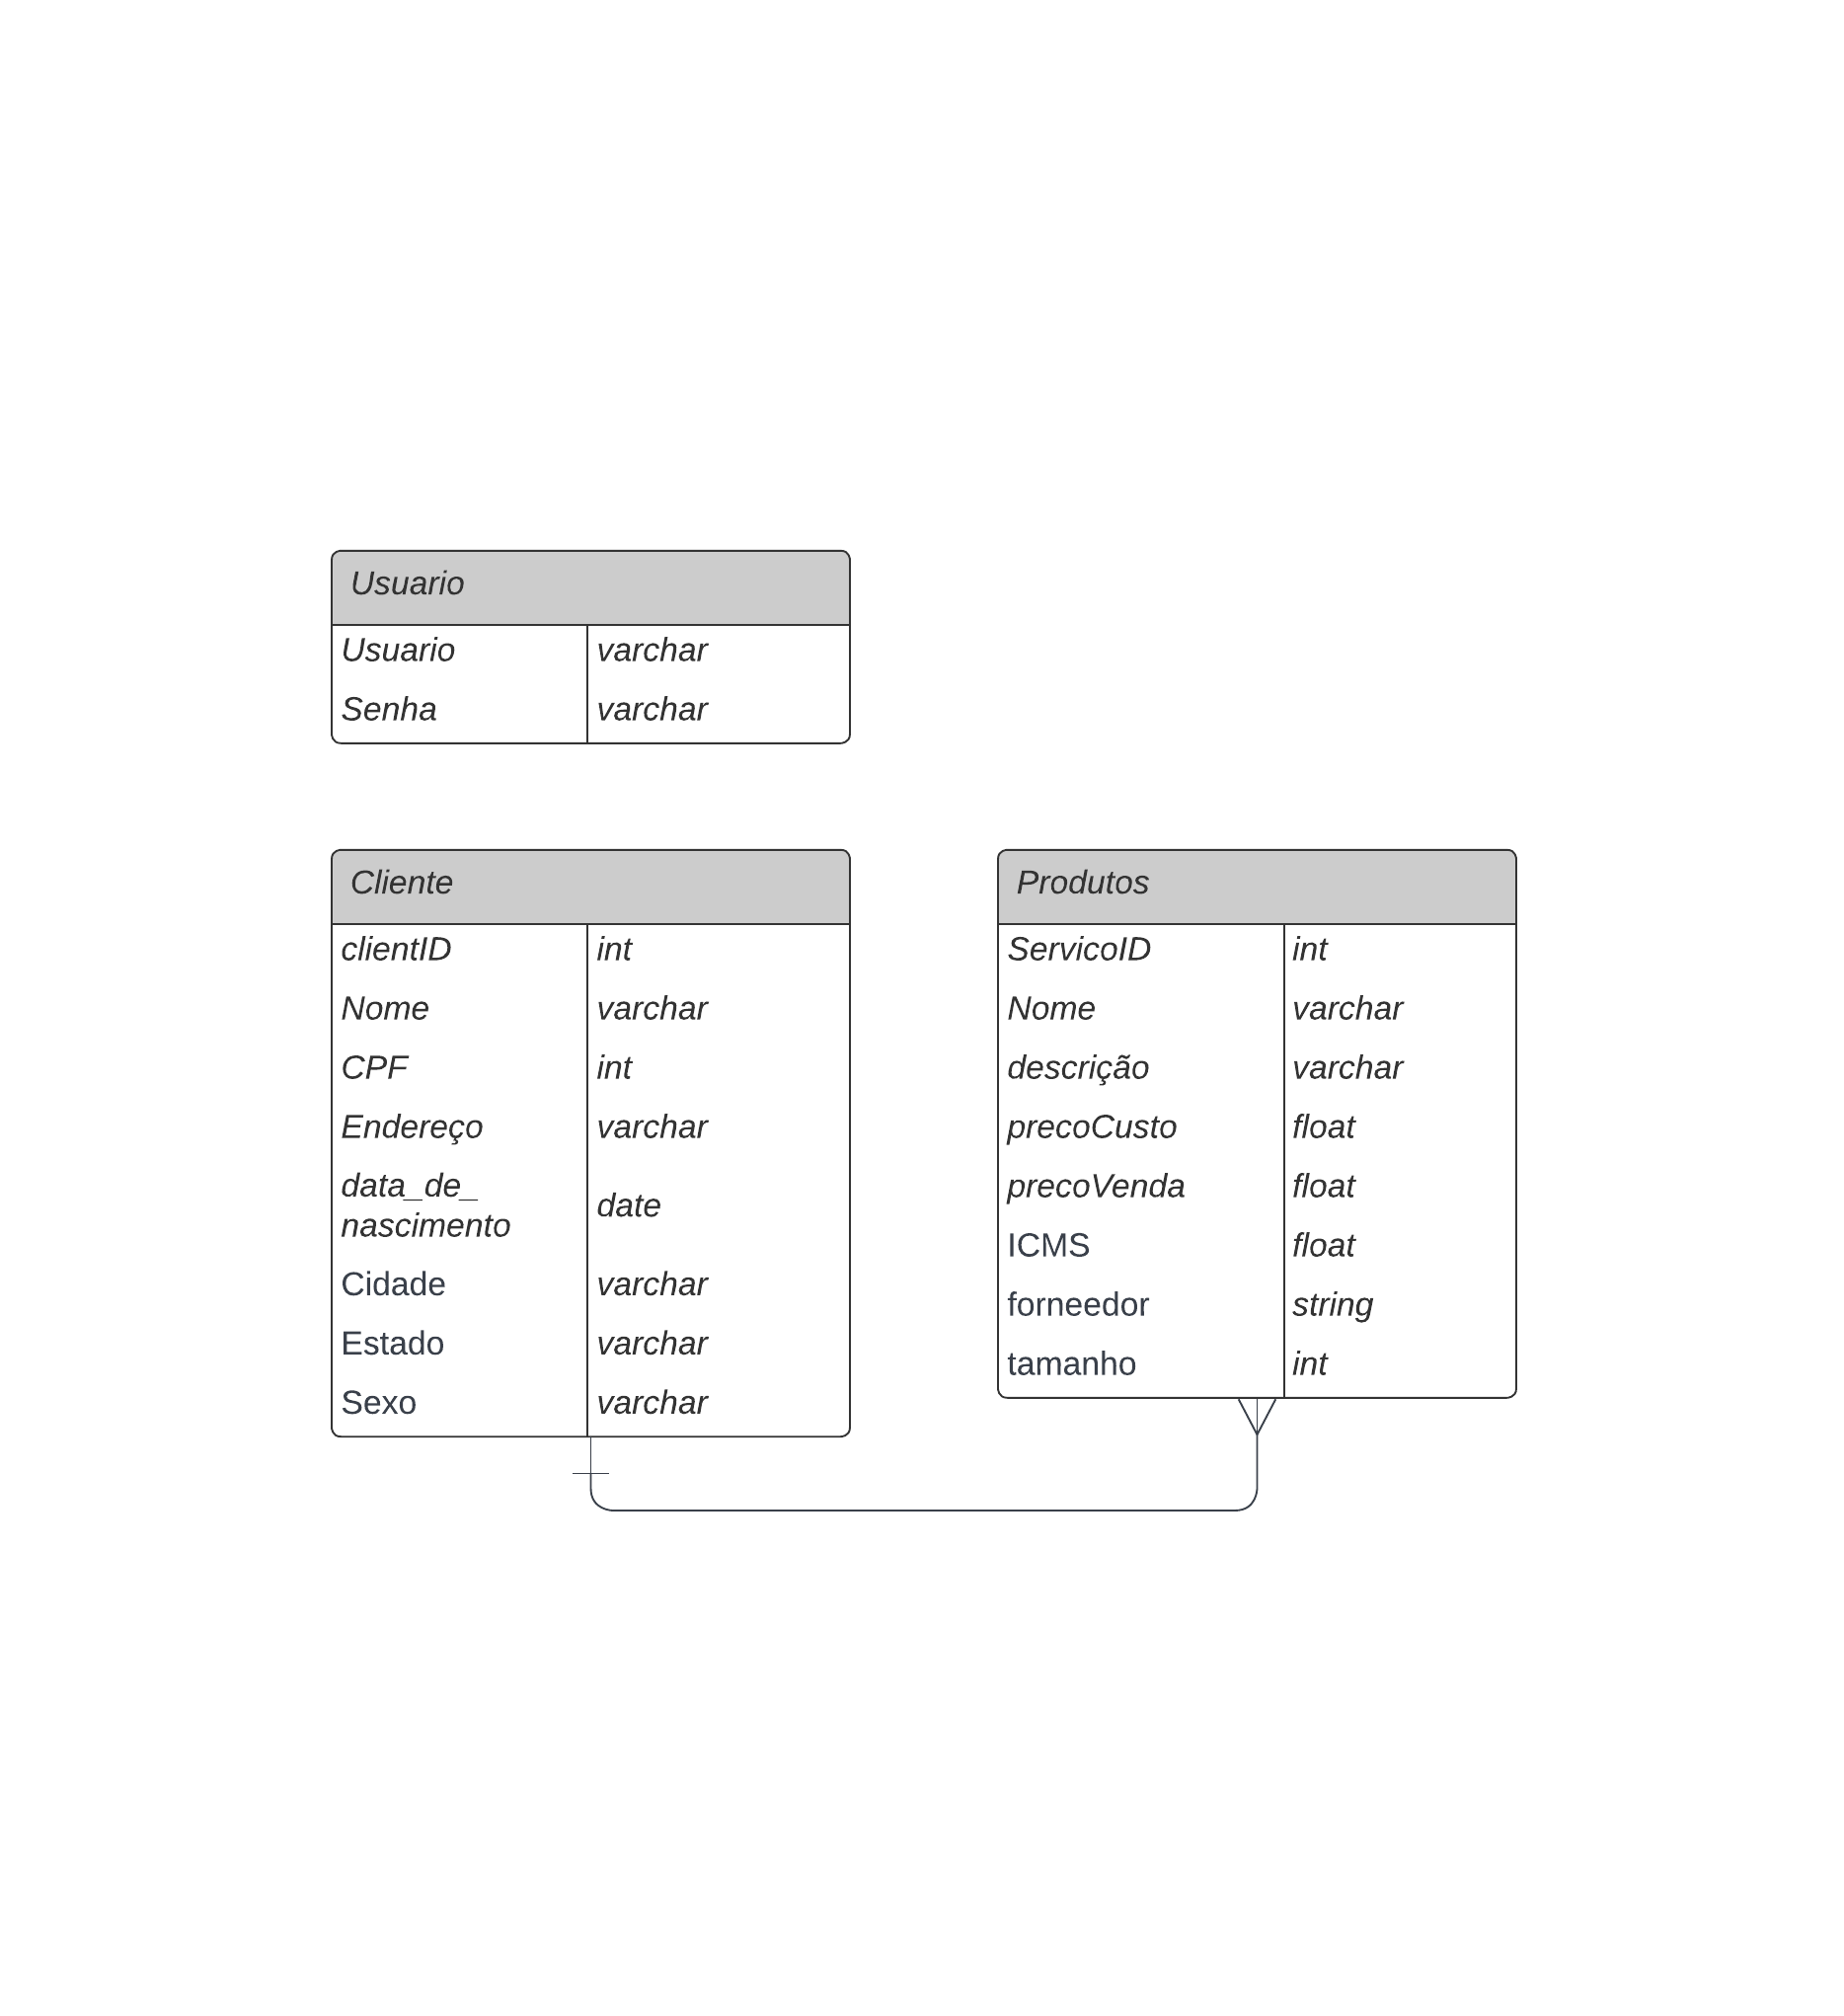 Usuario
Usuario varchar
Senha varchar
Cliente
clientID int
Nome varchar
CPF int
Endereço varchar
data_de_
nascimento date
Cidade varchar
Estado varchar
Sexo varchar
Produtos
ServicoID int
Nome varchar
descrição varchar
precoCusto float
precoVenda float
ICMS float
forneedor string
tamanho int